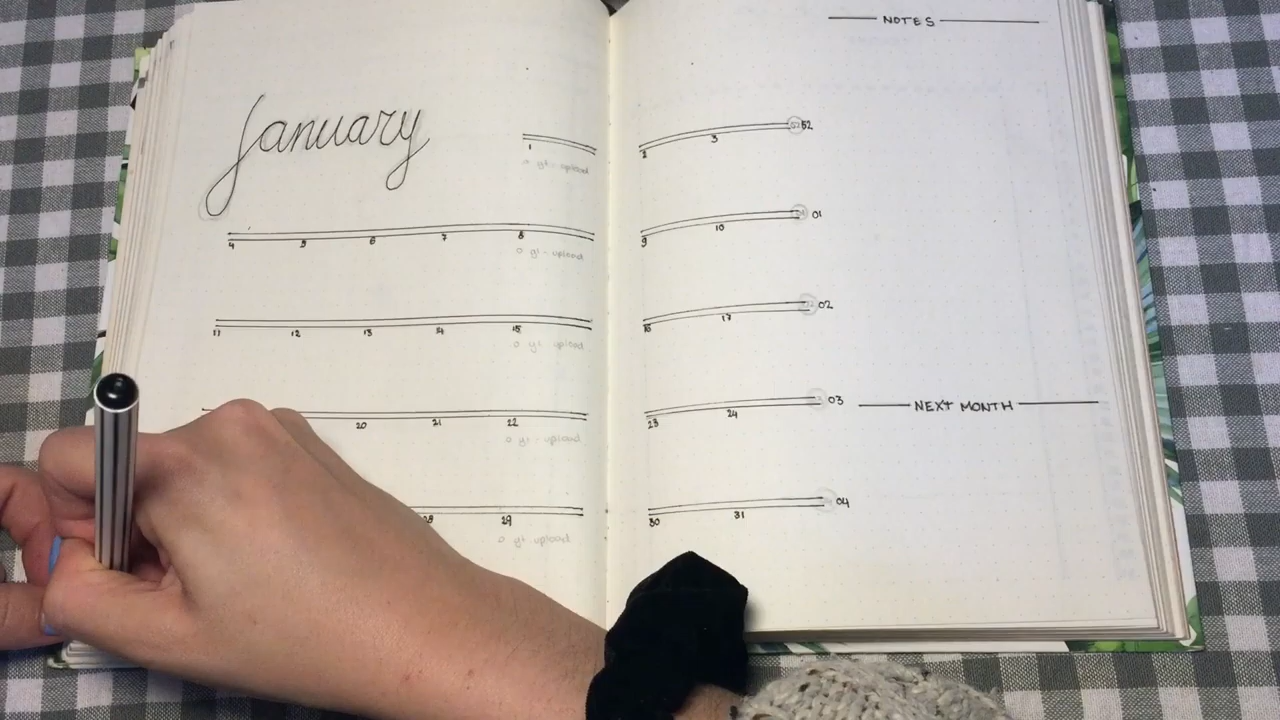 NOTES
January
1 2 3 52
o yt - upload
4 5 6 7 8 9 10 01
o yt - upload
11 12 13 14 15 16 17 02
o yt - upload
20 21 22 23 24 03
NEXT MONTH
o yt - upload
29 30 31 04
o yt - upload